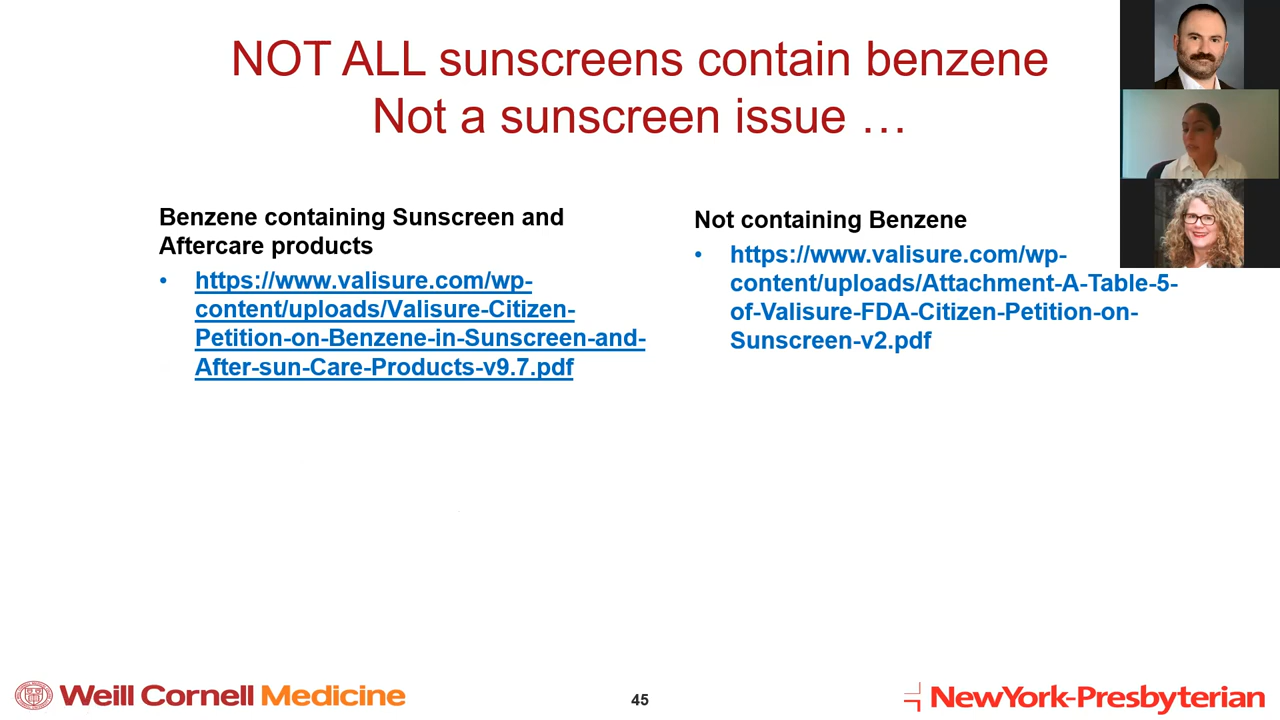 NOT ALL sunscreens contain benzene
Not a sunscreen issue …
Benzene containing Sunscreen and
Aftercare products
• https://www.valisure.com/wp-
content/uploads/Valisure-Citizen-
Petition-on-Benzene-in-Sunscreen-and-
After-sun-Care-Products-v9.7.pdf
Not containing Benzene
• https://www.valisure.com/wp-
content/uploads/Attachment-A-Table-5-
of-Valisure-FDA-Citizen-Petition-on-
Sunscreen-v2.pdf
Weill Cornell Medicine
45
NewYork-Presbyterian